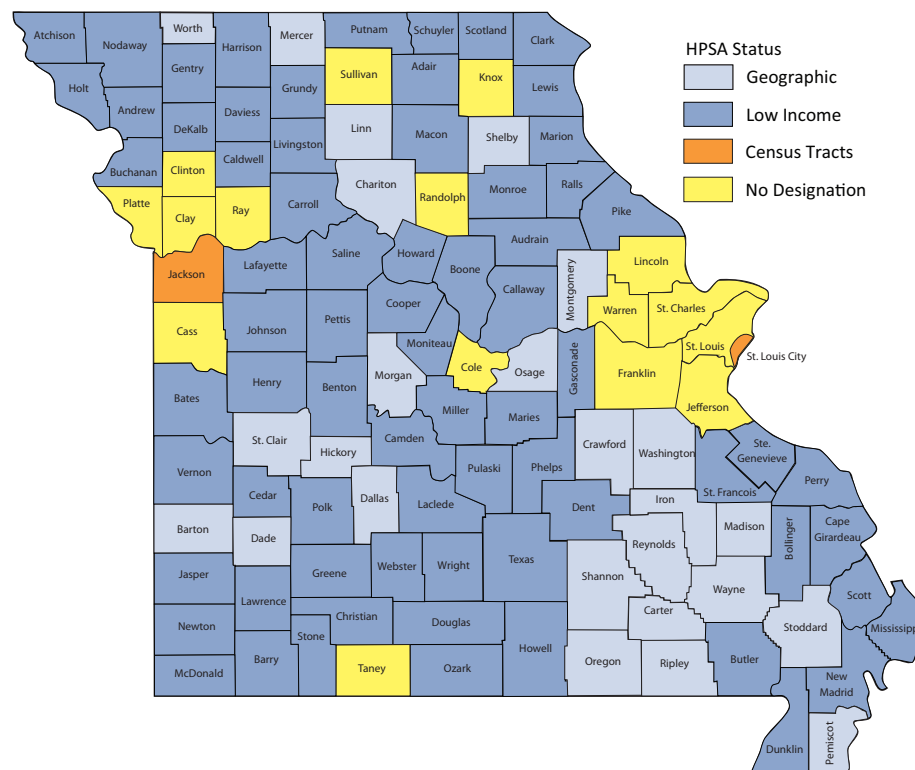 Worth
Atchison
Nodaway
Harrison
Mercer
Putnam
Schuyler
Scotland
Clark
HPSA Status
Geographic
Low Income
Census Tracts
No Designation
Gentry
Holt
Sullivan
Adair
Knox
Lewis
Grundy
Andrew
Daviess
DeKalb
Linn
Macon
Shelby
Marion
Livingston
Buchanan
Caldwell
Clinton
Chariton
Monroe
Ralls
Platte
Clay
Ray
Carroll
Randolph
Pike
Audrain
Saline
Howard
Boone
Lincoln
Jackson
Lafayette
Callaway
Montgomery
Cooper
Warren
St. Charles
Cass
Johnson
Pettis
Moniteau
St. Louis
St. Louis City
Cole
Osage
Gasconade
Franklin
Morgan
Henry
Benton
Bates
Miller
Maries
Jefferson
St. Clair
Camden
Crawford
Washington
Ste.
Genevieve
Hickory
Vernon
Pulaski
Phelps
St. Francois
Perry
Cedar
Polk
Dallas
Laclede
Dent
Iron
Barton
Dade
Madison
Bollinger
Cape
Girardeau
Reynolds
Jasper
Greene
Webster
Wright
Texas
Shannon
Wayne
Scott
Lawrence
Newton
Christian
Douglas
Carter
Stoddard
Mississippi
Stone
Howell
McDonald
Barry
Taney
Ozark
Oregon
Ripley
Butler
New
Madrid
Dunklin
Pemiscot